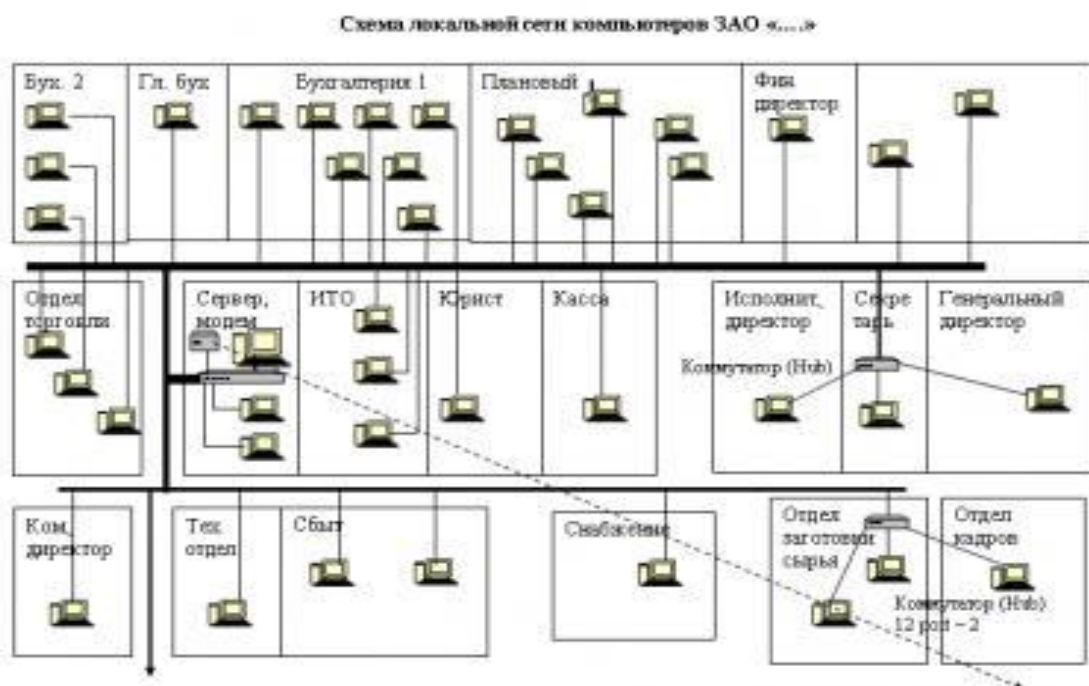 Схема локальной сети компьютеров ЗАО «....»
Бух. 2
Гл. бух
Бухгалтерия 1
Плановый
Фин
директор
Отдел
торговли
Сервер,
модем
ИТО
Юрист
Касса
Исполнит,
директор
Секре
тарь
Генеральный
директор
Коммутатор (Hub)
Ком,
директор
Тех
отдел
Сбыт
Снабжение
Отдел
заготовки
сырья
Отдел
кадров
Коммутатор (Hub)
12 port – 2